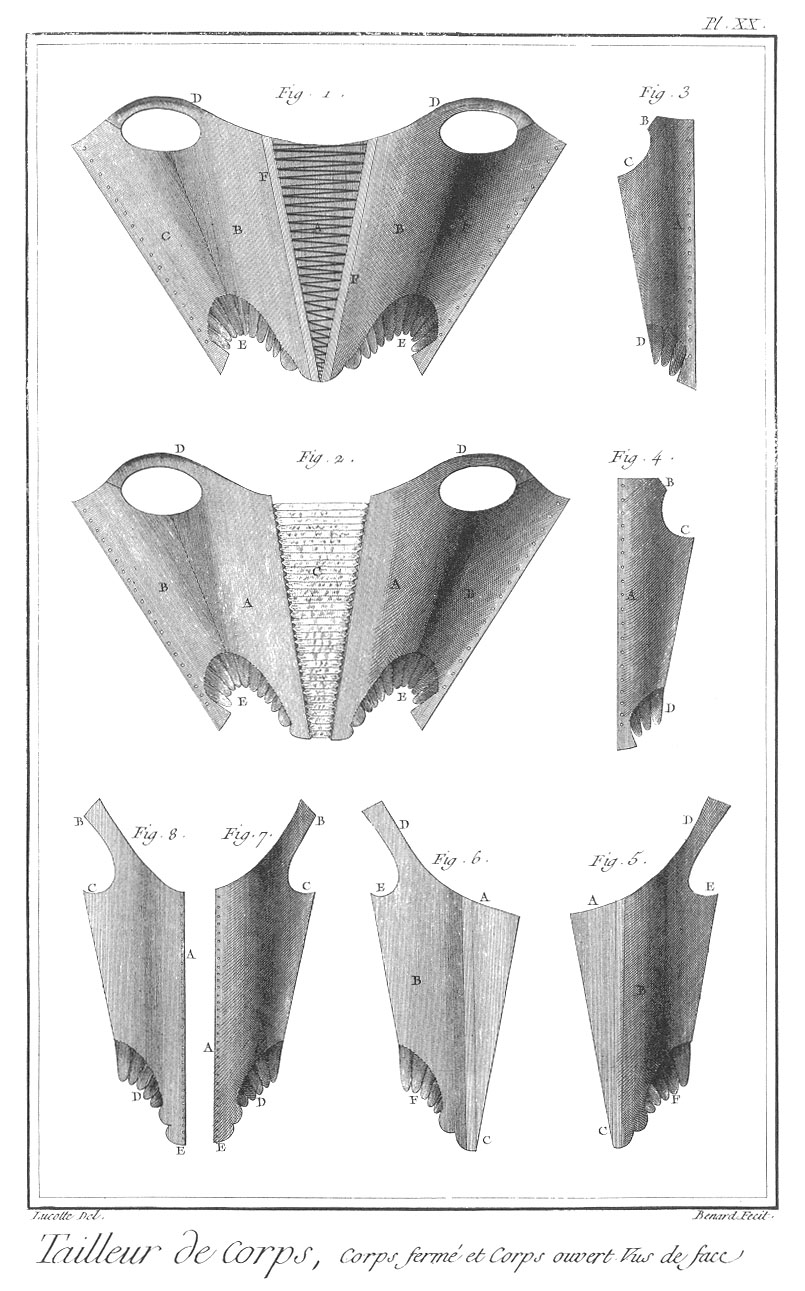 Pl. XX.
Fig. 1.
Fig. 3
D D
B
C
F
A
C B A B
F
E E
D
Fig. 2.
Fig. 4.
D D
B
C
C
B A A B
A
E E
D
Fig. 8. Fig. 7. Fig. 6. Fig. 5.
B B D D
C C E A A E
A
B B
A
D D F F
E E C C
Lucotte Del. Benard Fecit.
Tailleur de Corps, Corps fermé et Corps ouvert Vus de face